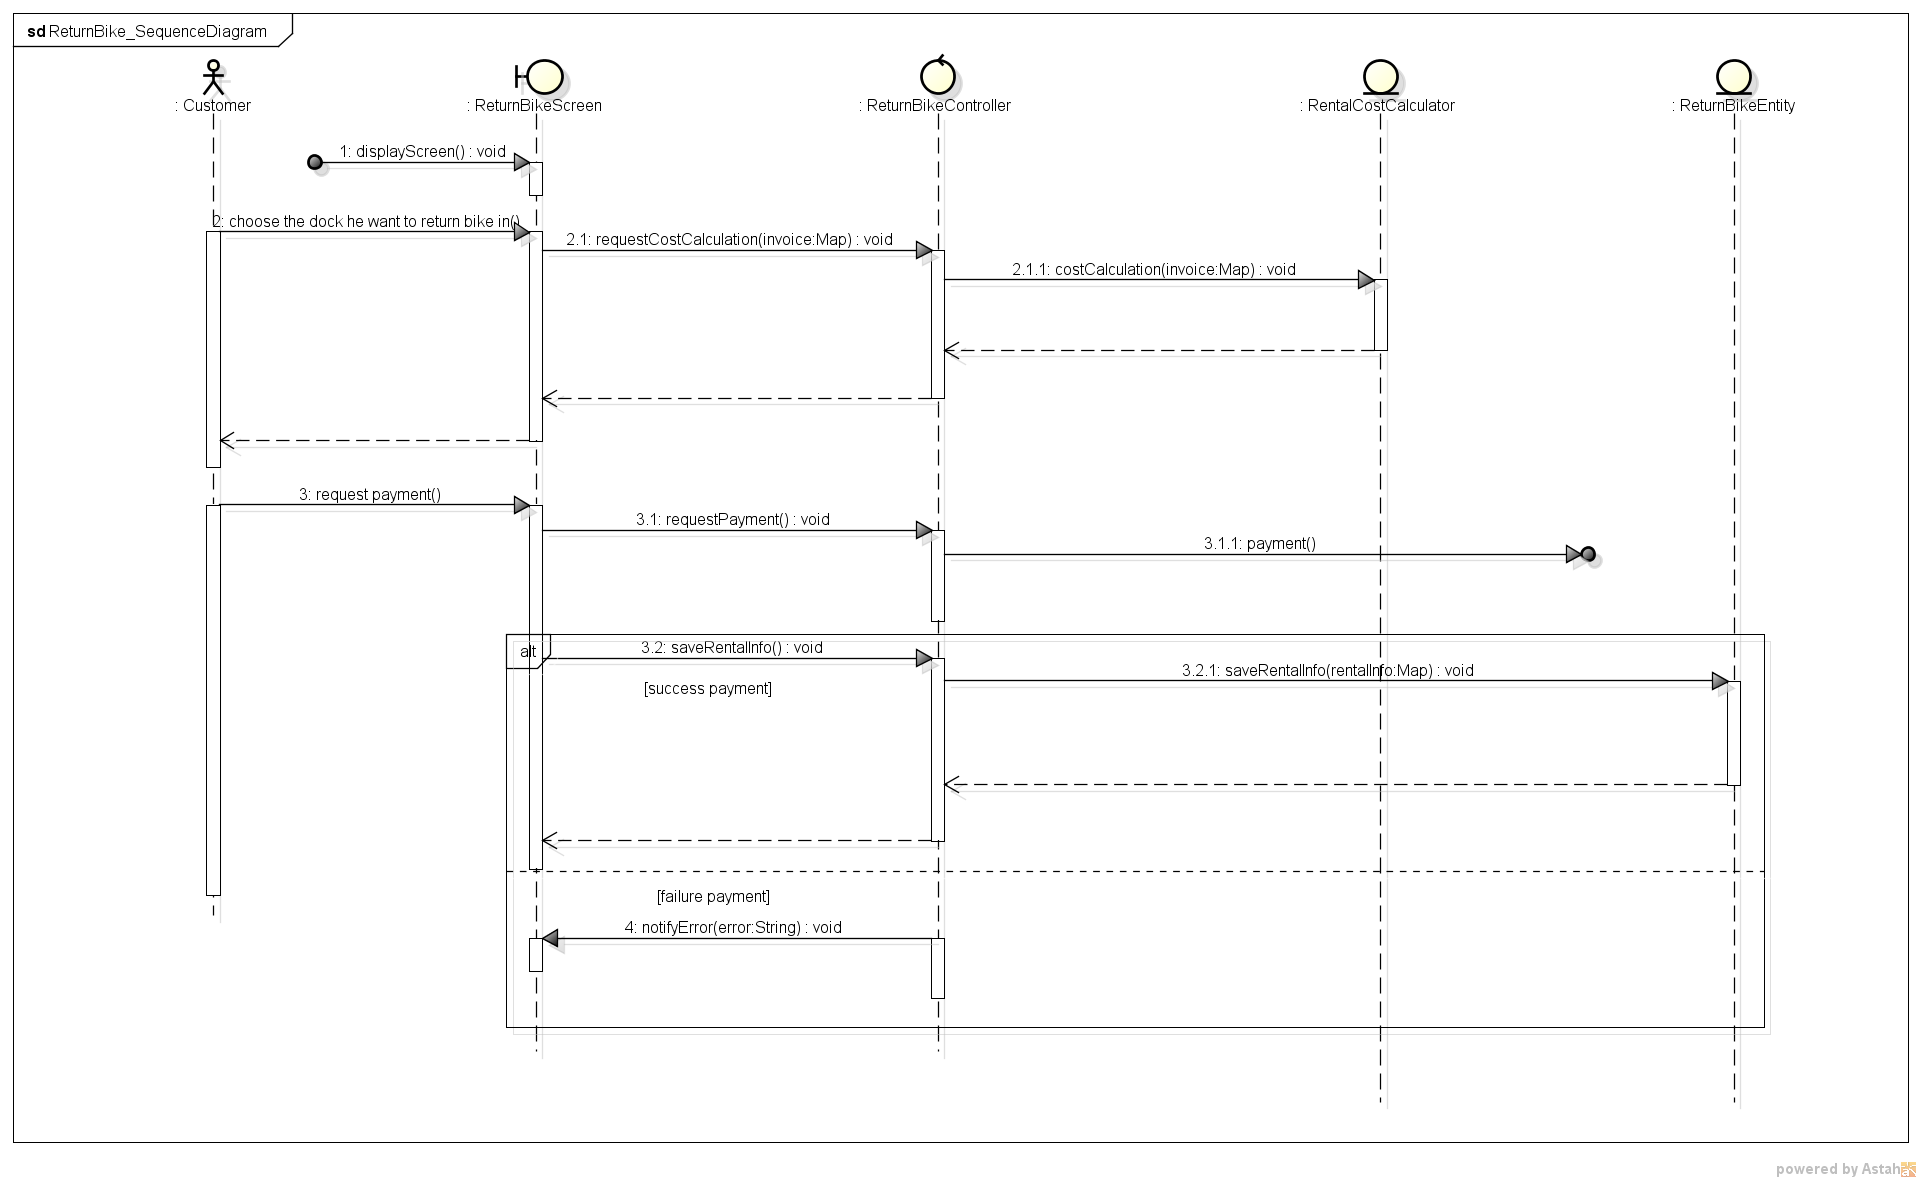 sd ReturnBike_SequenceDiagram
: Customer
: ReturnBikeScreen
: ReturnBikeController
: RentalCostCalculator
: ReturnBikeEntity
1: displayScreen() : void
2: choose the dock he want to return bike in()
2.1: requestCostCalculation(invoice:Map) : void
2.1.1: costCalculation(invoice:Map) : void
3: request payment()
3.1: requestPayment() : void
3.1.1: payment()
alt
3.2: saveRentalInfo() : void
3.2.1: saveRentalInfo(rentalInfo:Map) : void
[success payment]
[failure payment]
4: notifyError(error:String) : void
powered by Astah